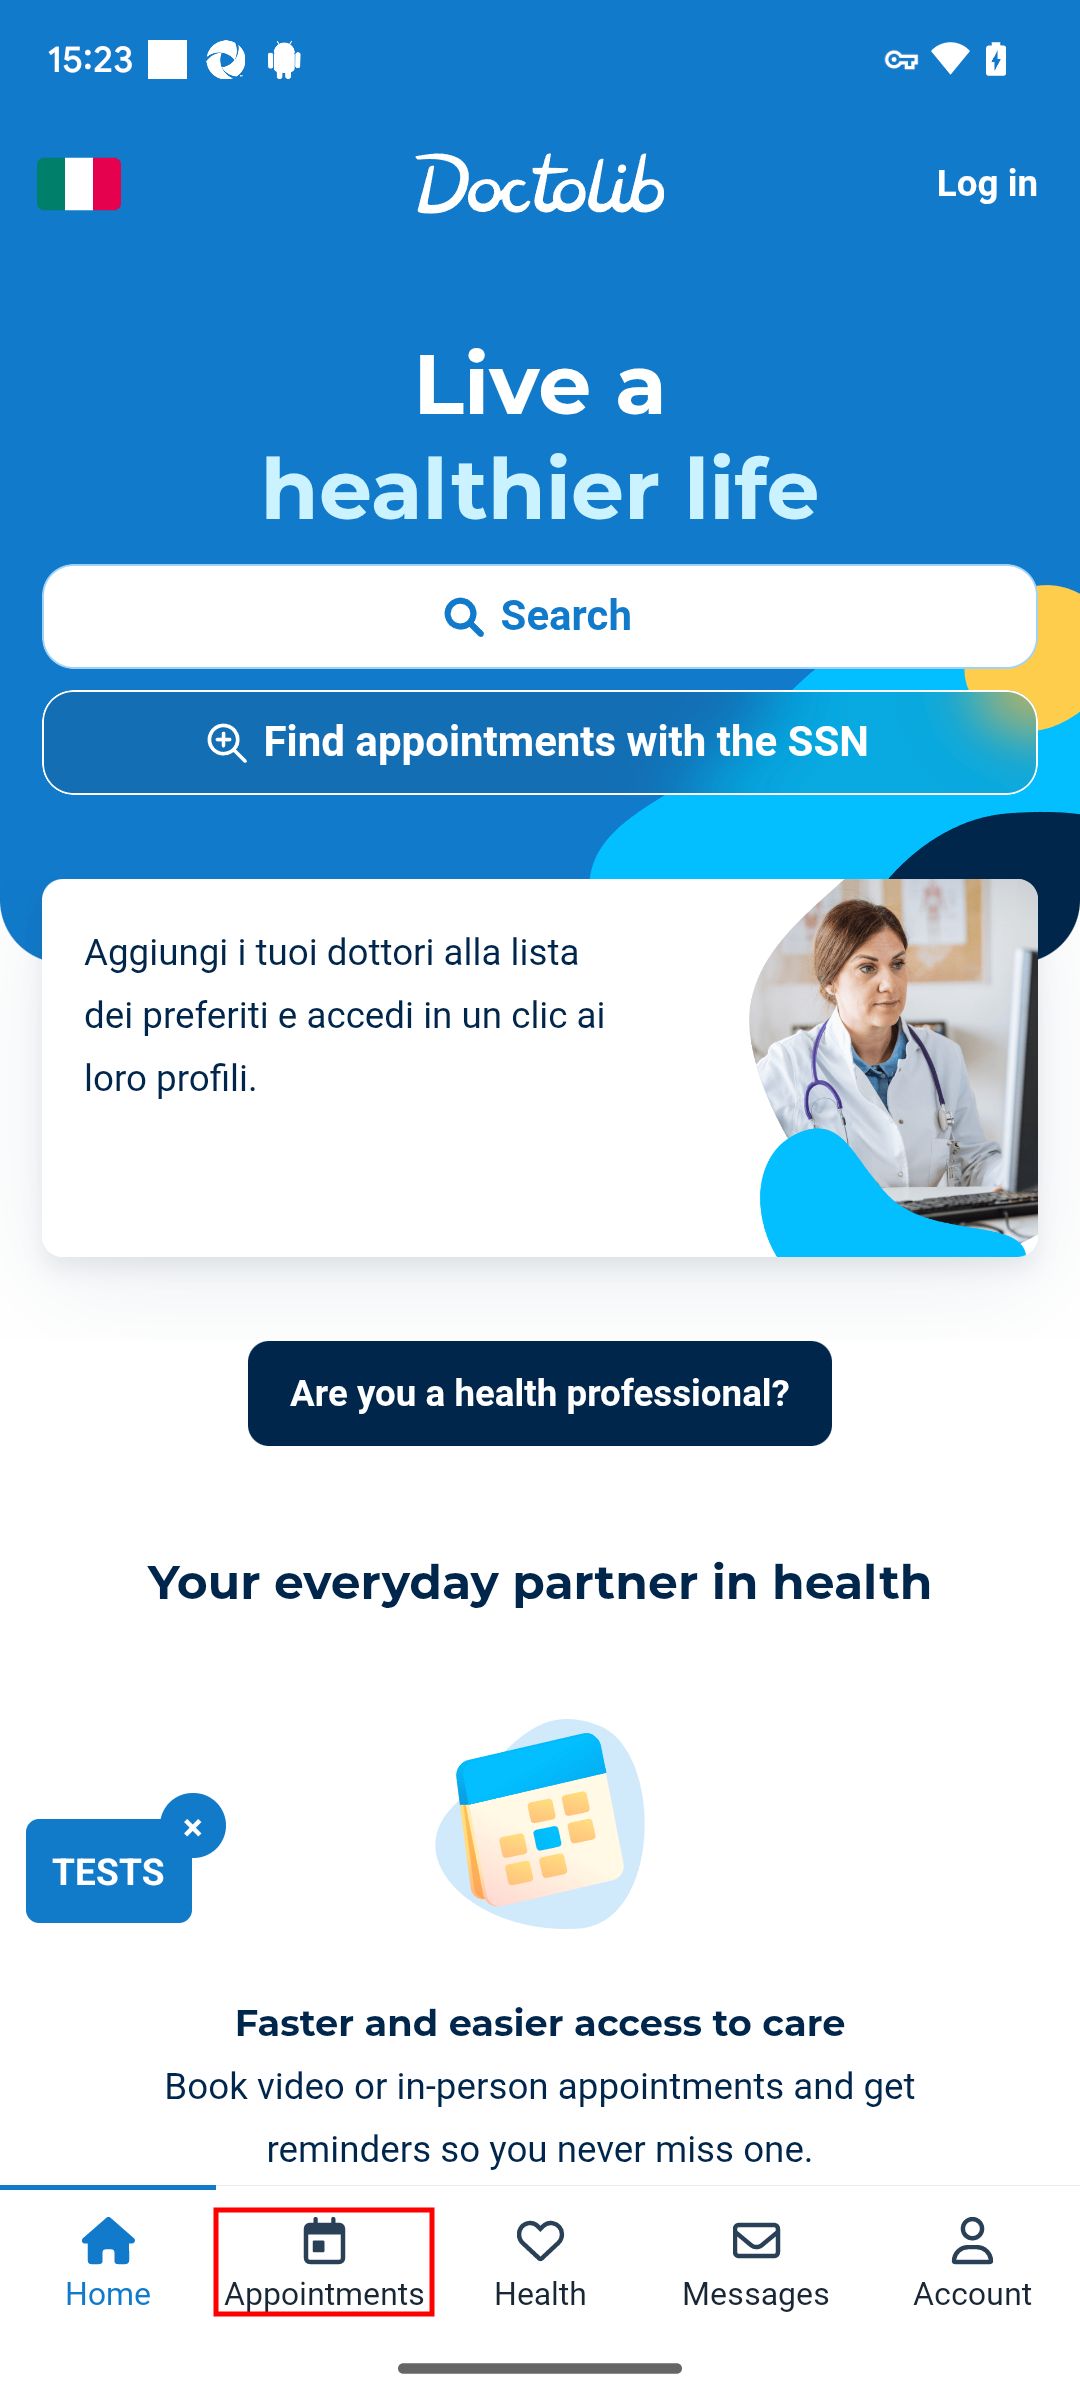 15:23
Doctolib
Log in
Live a
healthier life
Search
Find appointments with the SSN
Aggiungi i tuoi dottori alla lista
dei preferiti e accedi in un clic ai
loro profili.
Are you a health professional?
Your everyday partner in health
×
TESTS
Faster and easier access to care
Book video or in-person appointments and get
reminders so you never miss one.
Home
Appointments
Health
Messages
Account